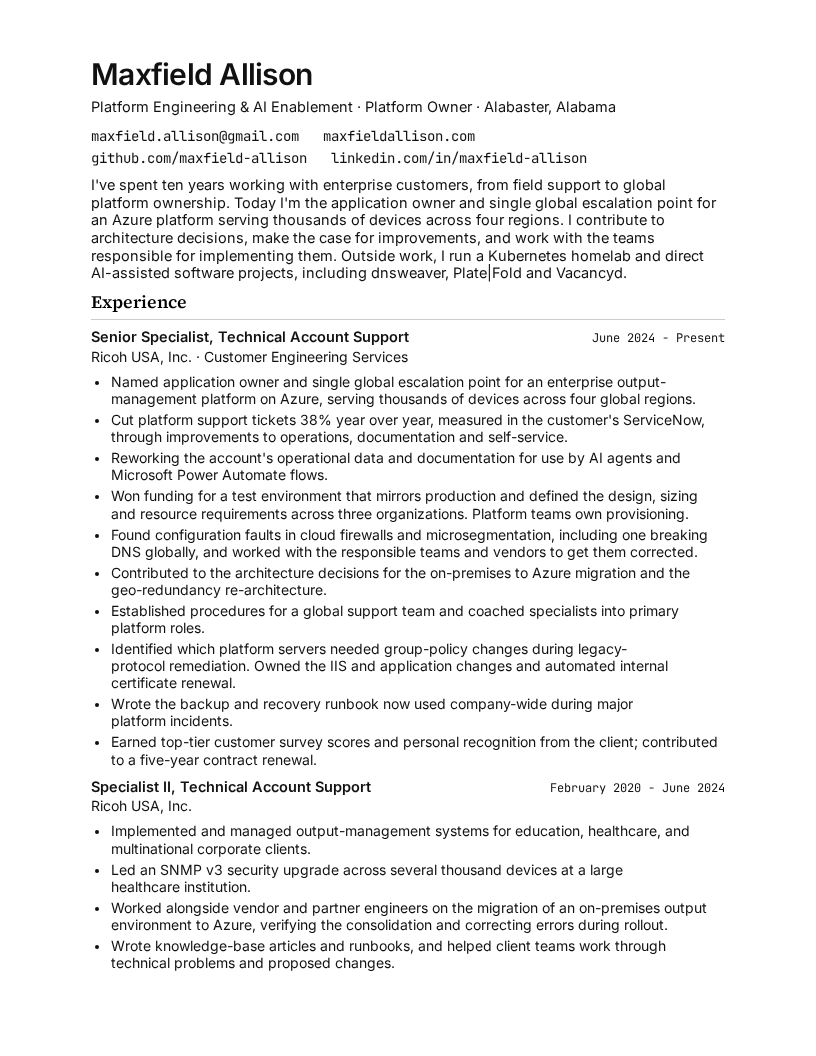 Maxfield Allison
Platform Engineering & AI Enablement · Platform Owner · Alabaster, Alabama
maxfield.allison@gmail.com maxfieldallison.com
github.com/maxfield-allison linkedin.com/in/maxfield-allison
I've spent ten years working with enterprise customers, from field support to global
platform ownership. Today I'm the application owner and single global escalation point for
an Azure platform serving thousands of devices across four regions. I contribute to
architecture decisions, make the case for improvements, and work with the teams
responsible for implementing them. Outside work, I run a Kubernetes homelab and direct
AI-assisted software projects, including dnsweaver, Plate|Fold and Vacancyd.
Experience
Senior Specialist, Technical Account Support June 2024 - Present
Ricoh USA, Inc. · Customer Engineering Services
• Named application owner and single global escalation point for an enterprise output-
management platform on Azure, serving thousands of devices across four global regions.
• Cut platform support tickets 38% year over year, measured in the customer's ServiceNow,
through improvements to operations, documentation and self-service.
• Reworking the account's operational data and documentation for use by AI agents and
Microsoft Power Automate flows.
• Won funding for a test environment that mirrors production and defined the design, sizing
and resource requirements across three organizations. Platform teams own provisioning.
• Found configuration faults in cloud firewalls and microsegmentation, including one breaking
DNS globally, and worked with the responsible teams and vendors to get them corrected.
• Contributed to the architecture decisions for the on-premises to Azure migration and the
geo-redundancy re-architecture.
• Established procedures for a global support team and coached specialists into primary
platform roles.
• Identified which platform servers needed group-policy changes during legacy-
protocol remediation. Owned the IIS and application changes and automated internal
certificate renewal.
• Wrote the backup and recovery runbook now used company-wide during major
platform incidents.
• Earned top-tier customer survey scores and personal recognition from the client; contributed
to a five-year contract renewal.
Specialist II, Technical Account Support February 2020 - June 2024
Ricoh USA, Inc.
• Implemented and managed output-management systems for education, healthcare, and
multinational corporate clients.
• Led an SNMP v3 security upgrade across several thousand devices at a large
healthcare institution.
• Worked alongside vendor and partner engineers on the migration of an on-premises output
environment to Azure, verifying the consolidation and correcting errors during rollout.
• Wrote knowledge-base articles and runbooks, and helped client teams work through
technical problems and proposed changes.